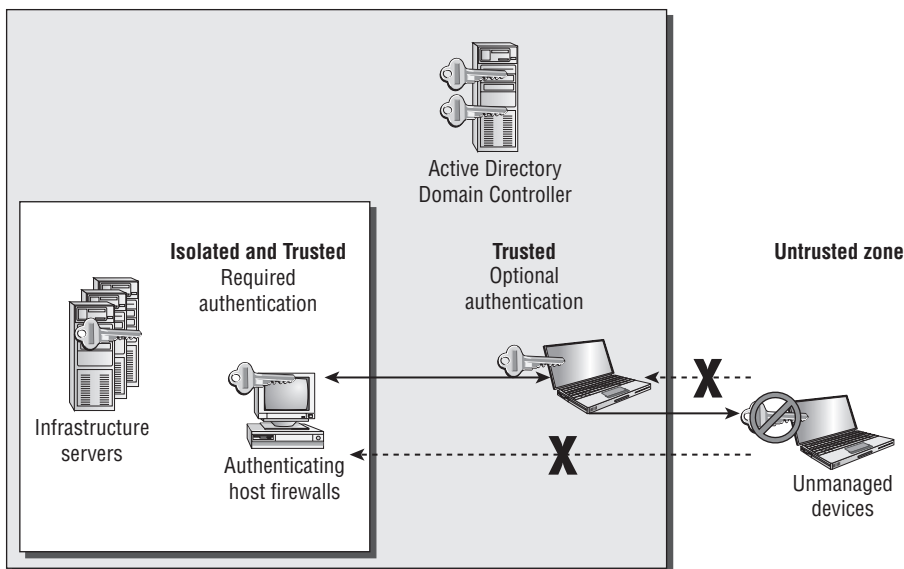 Active Directory
Domain Controller
Isolated and Trusted
Required
authentication
Trusted
Optional
authentication
Untrusted zone
Infrastructure
servers
Authenticating
host firewalls
X
X
Unmanaged
devices